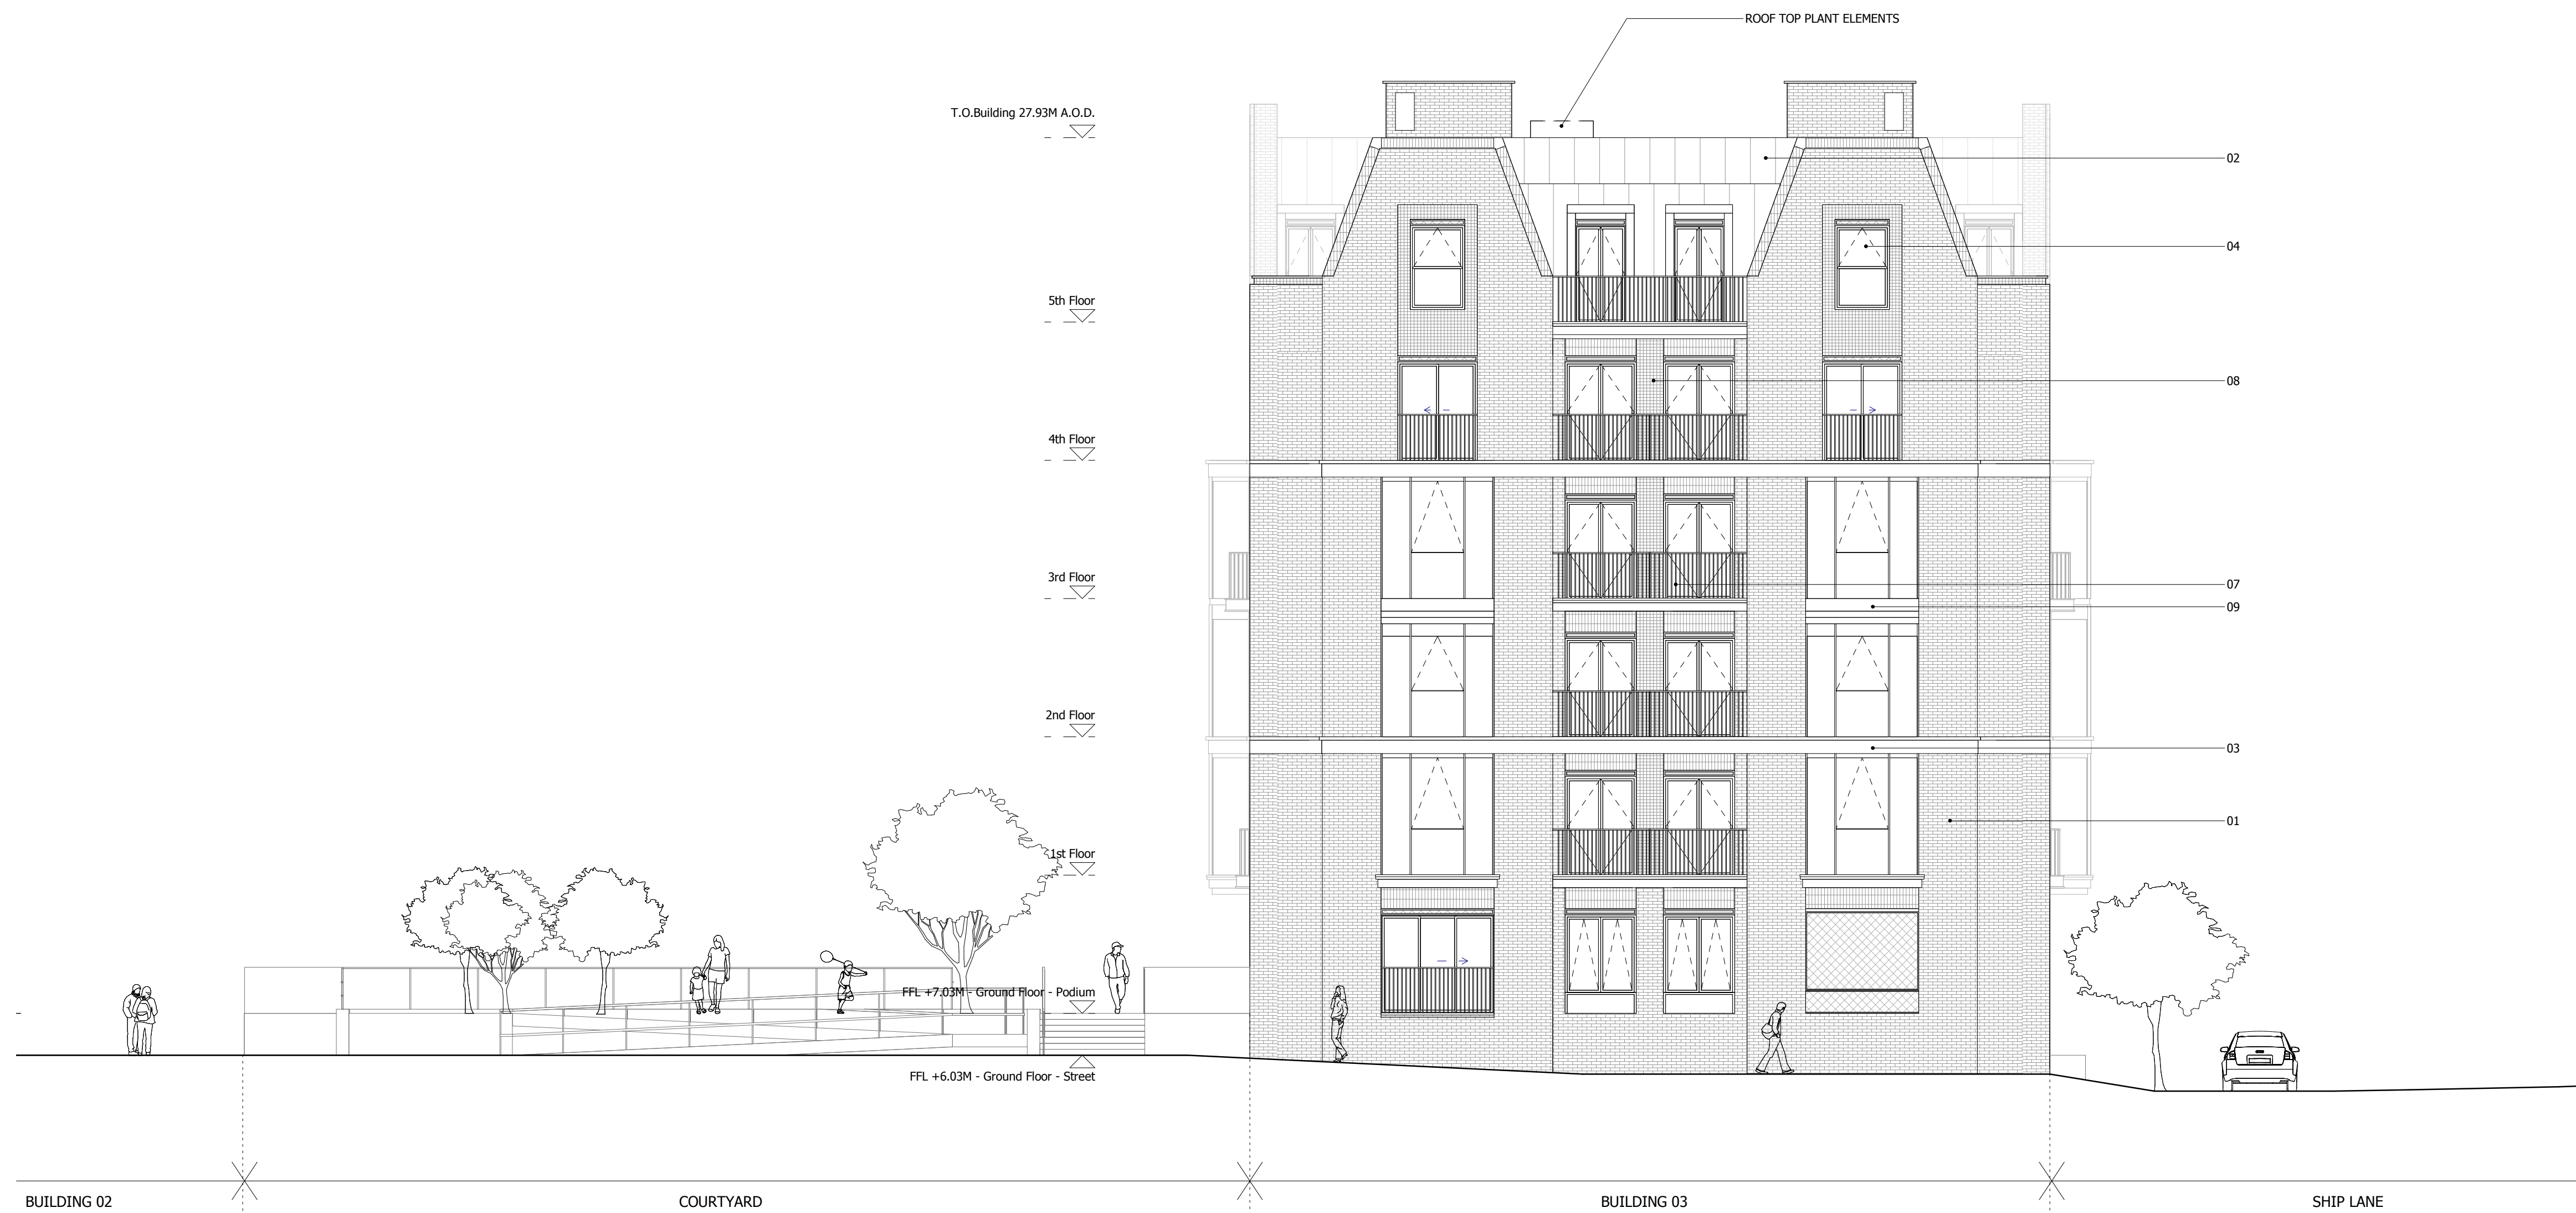 ROOF TOP PLANT ELEMENTS
T.O.Building 27.93M A.O.D.
02
04
5th Floor
08
4th Floor
3rd Floor
07
09
2nd Floor
03
01
1st Floor
FFL +7.03M - Ground Floor - Podium
FFL +6.03M - Ground Floor - Street
BUILDING 02
COURTYARD
BUILDING 03
SHIP LANE